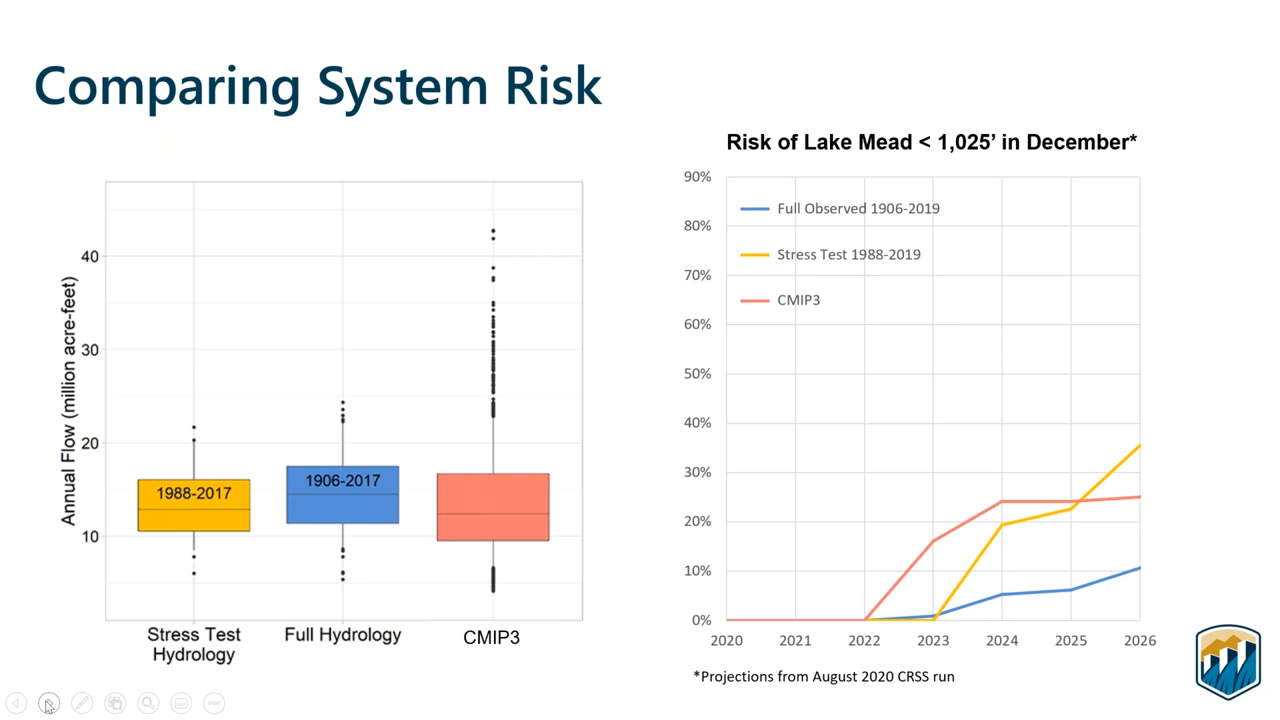 Comparing System Risk
Annual Flow (million acre-feet)
40
30
20
10
1988-2017
1906-2017
Stress Test
Hydrology
Full Hydrology
CMIP3
Risk of Lake Mead < 1,025’ in December*
90%
80%
70%
60%
50%
40%
30%
20%
10%
0%
Full Observed 1906-2019
Stress Test 1988-2019
CMIP3
2020 2021 2022 2023 2024 2025 2026
*Projections from August 2020 CRSS run